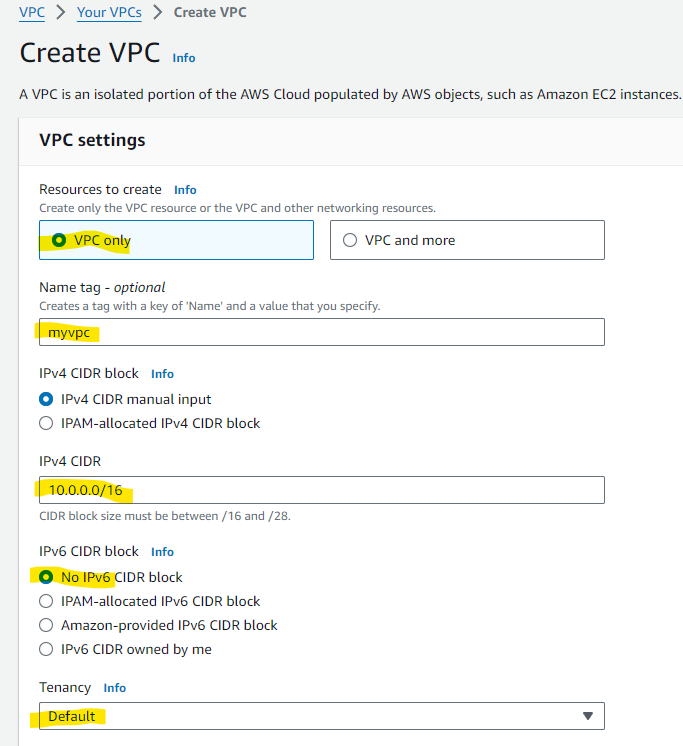 VPC > Your VPCs > Create VPC
Create VPC Info
A VPC is an isolated portion of the AWS Cloud populated by AWS objects, such as Amazon EC2 instances.
VPC settings
Resources to create Info
Create only the VPC resource or the VPC and other networking resources.
VPC only
VPC and more
Name tag - optional
Creates a tag with a key of 'Name' and a value that you specify.
myvpc
IPv4 CIDR block Info
IPv4 CIDR manual input
IPAM-allocated IPv4 CIDR block
IPv4 CIDR
10.0.0.0/16
CIDR block size must be between /16 and /28.
IPv6 CIDR block Info
No IPv6 CIDR block
IPAM-allocated IPv6 CIDR block
Amazon-provided IPv6 CIDR block
IPv6 CIDR owned by me
Tenancy Info
Default